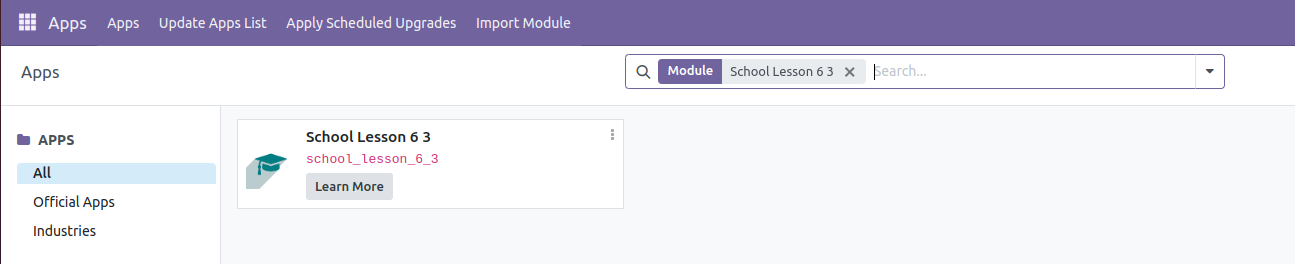 Apps Apps Update Apps List Apply Scheduled Upgrades Import Module
Apps
Module School Lesson 6 3 Search...
APPS
All
Official Apps
Industries
School Lesson 6 3
school_lesson_6_3
Learn More